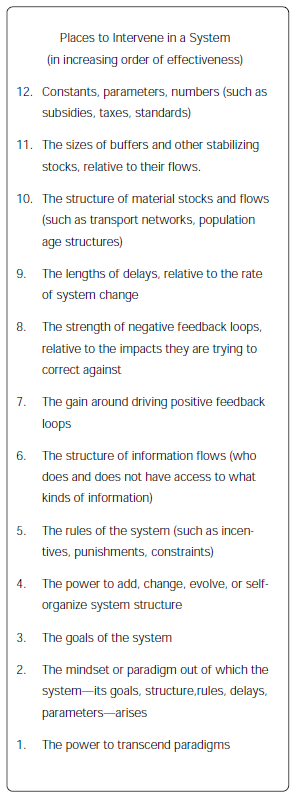 Places to Intervene in a System
(in increasing order of effectiveness)
12. Constants, parameters, numbers (such as
subsidies, taxes, standards)
11. The sizes of buffers and other stabilizing
stocks, relative to their flows.
10. The structure of material stocks and flows
(such as transport networks, population
age structures)
9. The lengths of delays, relative to the rate
of system change
8. The strength of negative feedback loops,
relative to the impacts they are trying to
correct against
7. The gain around driving positive feedback
loops
6. The structure of information flows (who
does and does not have access to what
kinds of information)
5. The rules of the system (such as incen-
tives, punishments, constraints)
4. The power to add, change, evolve, or self-
organize system structure
3. The goals of the system
2. The mindset or paradigm out of which the
system—its goals, structure,rules, delays,
parameters—arises
1. The power to transcend paradigms